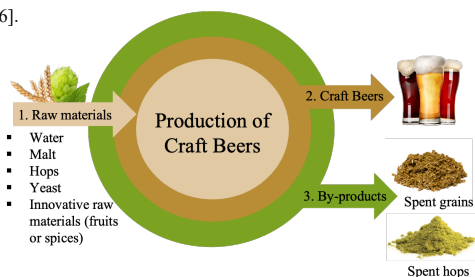 6].
1. Raw materials
▪ Water
▪ Malt
▪ Hops
▪ Yeast
▪ Innovative raw
materials (fruits
or spices)
Production of
Craft Beers
2. Craft Beers
3. By-products
Spent grains
Spent hops